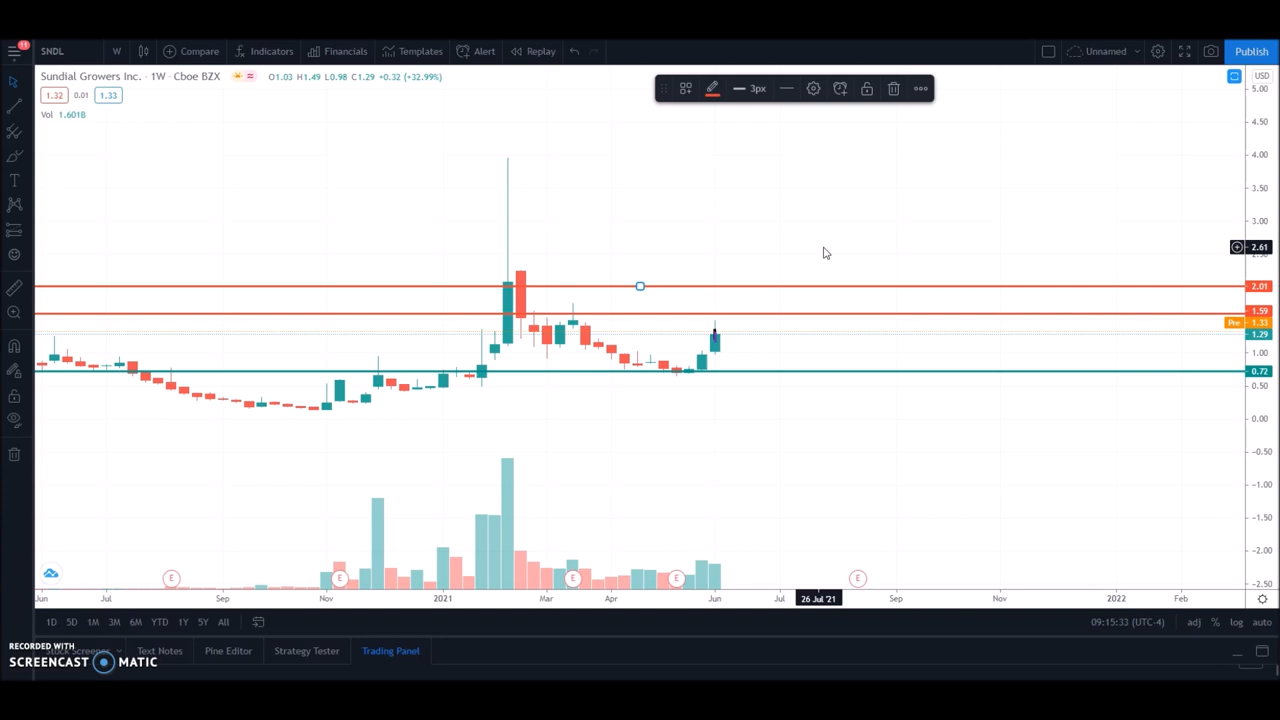 11
SNDL W Compare Indicators Financials Templates Alert Replay Unnamed Publish
Sundial Growers Inc. · 1W · Cboe BZX O1.03 H1.49 L0.98 C1.29 +0.32 (+32.99%) USD
3px
1.32 0.01 1.33
Vol 1.601B
5.00
4.50
4.00
3.50
3.00
2.61
2.01
1.59
Pre 1.33
1.29
1.00
0.72
0.50
0.00
−0.50
−1.00
−1.50
−2.00
−2.50
E E E E E
Jun Jul Sep Nov 2021 Mar Apr Jun Jul 26 Jul '21 Sep Nov 2022 Feb
1D 5D 1M 3M 6M YTD 1Y 5Y All 09:15:33 (UTC-4) adj % log auto
RECORDED WITH
Stock Screener Text Notes Pine Editor Strategy Tester Trading Panel
SCREENCAST MATIC